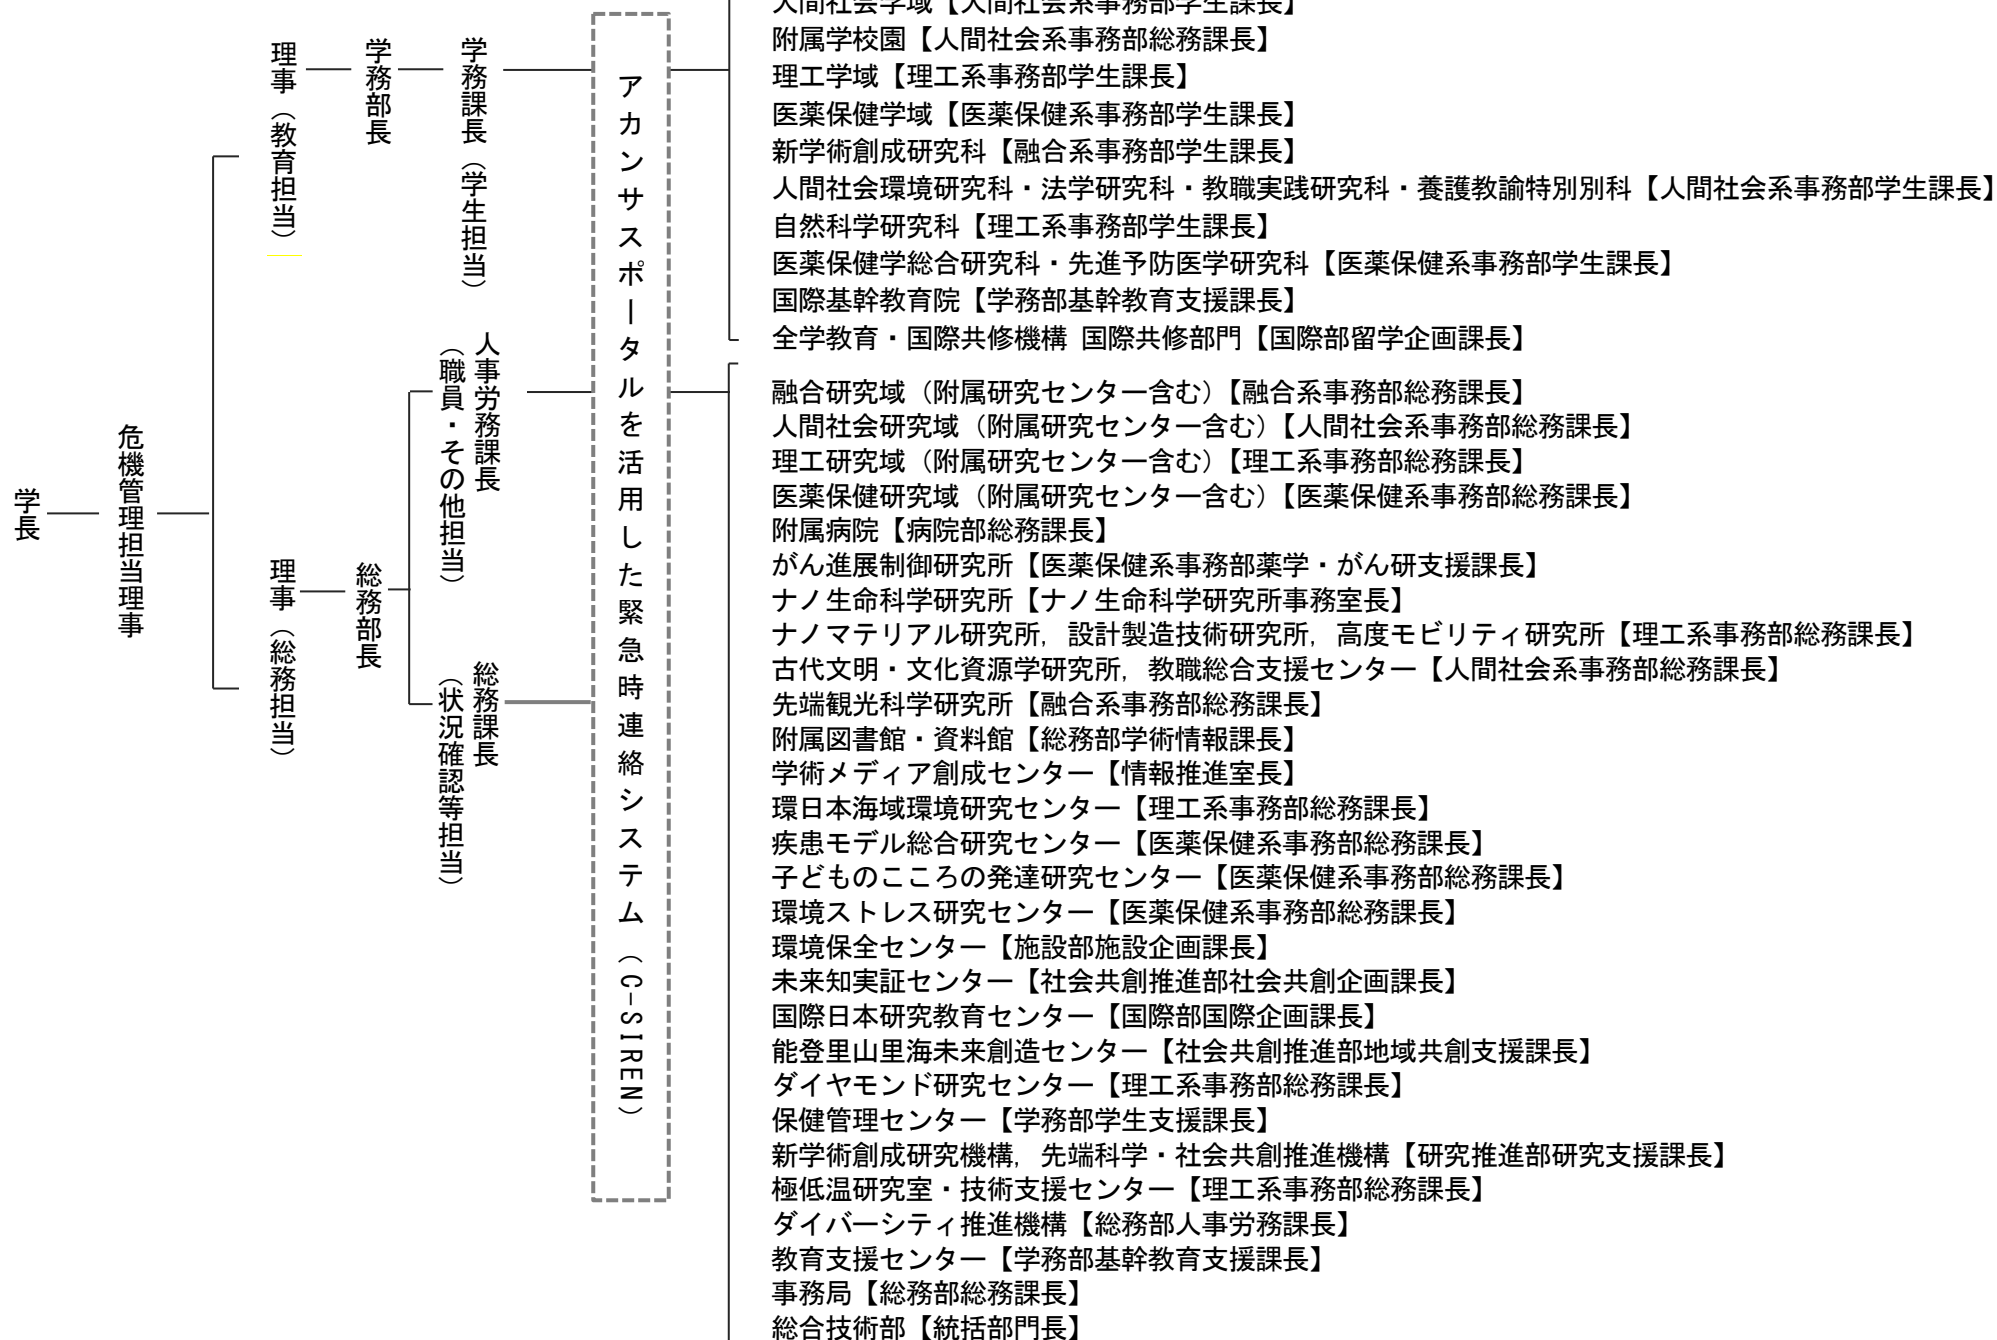 学長
危機管理担当理事
理事（教育担当）
学務部長
学務課長（学生担当）
理事（総務担当）
総務部長
人事労務課長
（職員・その他担当）
総務課長
（状況確認等担当）
アカンサスポータルを活用した緊急時連絡システム（C-SIREN）
人間社会学域【人間社会系事務部学生課長】
附属学校園【人間社会系事務部総務課長】
理工学域【理工系事務部学生課長】
医薬保健学域【医薬保健系事務部学生課長】
新学術創成研究科【融合系事務部学生課長】
人間社会環境研究科・法学研究科・教職実践研究科・養護教諭特別別科【人間社会系事務部学生課長】
自然科学研究科【理工系事務部学生課長】
医薬保健学総合研究科・先進予防医学研究科【医薬保健系事務部学生課長】
国際基幹教育院【学務部基幹教育支援課長】
全学教育・国際共修機構 国際共修部門【国際部留学企画課長】
融合研究域（附属研究センター含む）【融合系事務部総務課長】
人間社会研究域（附属研究センター含む）【人間社会系事務部総務課長】
理工研究域（附属研究センター含む）【理工系事務部総務課長】
医薬保健研究域（附属研究センター含む）【医薬保健系事務部総務課長】
附属病院【病院部総務課長】
がん進展制御研究所【医薬保健系事務部薬学・がん研支援課長】
ナノ生命科学研究所【ナノ生命科学研究所事務室長】
ナノマテリアル研究所，設計製造技術研究所，高度モビリティ研究所【理工系事務部総務課長】
古代文明・文化資源学研究所，教職総合支援センター【人間社会系事務部総務課長】
先端観光科学研究所【融合系事務部総務課長】
附属図書館・資料館【総務部学術情報課長】
学術メディア創成センター【情報推進室長】
環日本海域環境研究センター【理工系事務部総務課長】
疾患モデル総合研究センター【医薬保健系事務部総務課長】
子どものこころの発達研究センター【医薬保健系事務部総務課長】
環境ストレス研究センター【医薬保健系事務部総務課長】
環境保全センター【施設部施設企画課長】
未来知実証センター【社会共創推進部社会共創企画課長】
国際日本研究教育センター【国際部国際企画課長】
能登里山里海未来創造センター【社会共創推進部地域共創支援課長】
ダイヤモンド研究センター【理工系事務部総務課長】
保健管理センター【学務部学生支援課長】
新学術創成研究機構，先端科学・社会共創推進機構【研究推進部研究支援課長】
極低温研究室・技術支援センター【理工系事務部総務課長】
ダイバーシティ推進機構【総務部人事労務課長】
教育支援センター【学務部基幹教育支援課長】
事務局【総務部総務課長】
総合技術部【統括部門長】